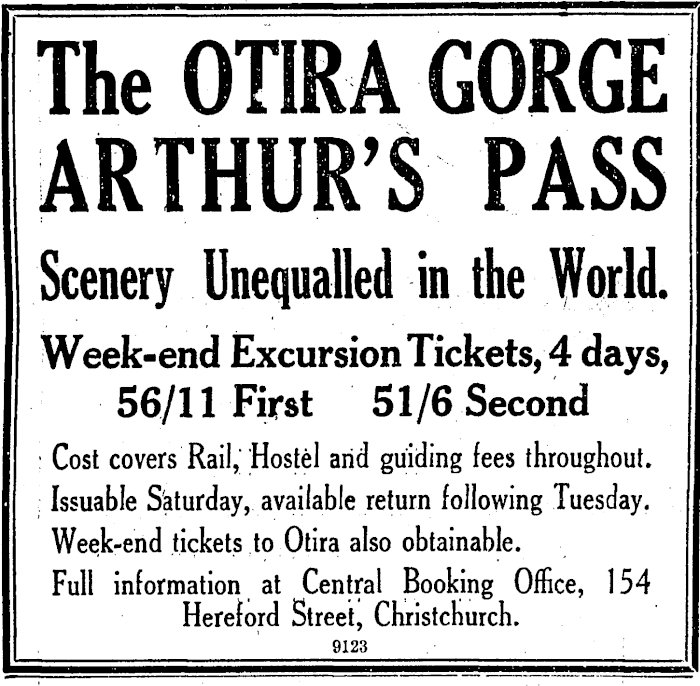 The OTIRA GORGE
ARTHUR'S PASS
Scenery Unequalled in the World.
Week-end Excursion Tickets, 4 days,
56/11 First 51/6 Second
Cost covers Rail, Hostel and guiding fees throughout.
Issuable Saturday, available return following Tuesday.
Week-end tickets to Otira also obtainable.
Full information at Central Booking Office, 154
Hereford Street, Christchurch.
9123